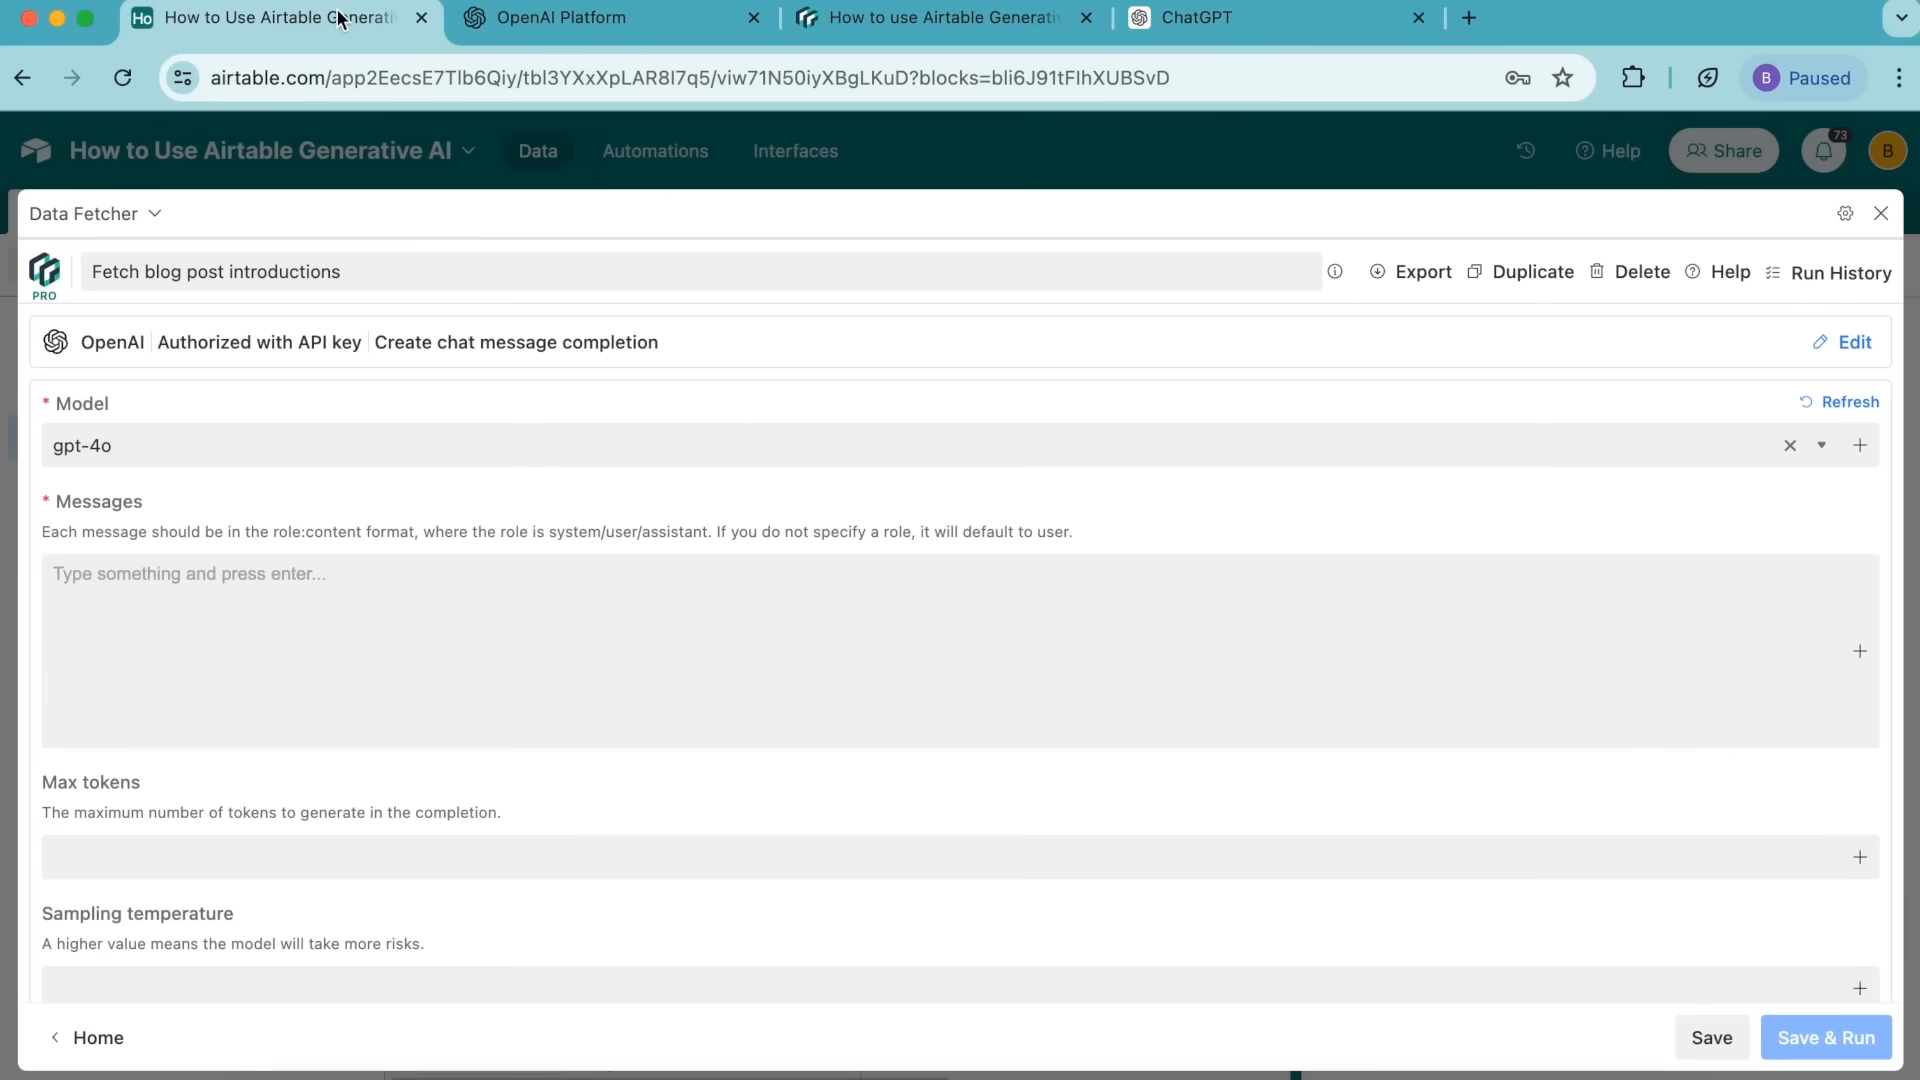 Ho How to Use Airtable Generati
OpenAI Platform
How to use Airtable Generati
ChatGPT
airtable.com/app2EecsE7Tlb6Qiy/tbl3YXxXpLAR8I7q5/viw71N50iyXBgLKuD?blocks=bli6J91tFlhXUBSvD
B Paused
How to Use Airtable Generative AI
Data
Automations
Interfaces
Help
Share
73
B
Data Fetcher
PRO
Fetch blog post introductions
Export
Duplicate
Delete
Help
Run History
OpenAI
Authorized with API key
Create chat message completion
Edit
* Model
Refresh
gpt-4o
* Messages
Each message should be in the role:content format, where the role is system/user/assistant. If you do not specify a role, it will default to user.
Type something and press enter...
Max tokens
The maximum number of tokens to generate in the completion.
Sampling temperature
A higher value means the model will take more risks.
Home
Save
Save & Run